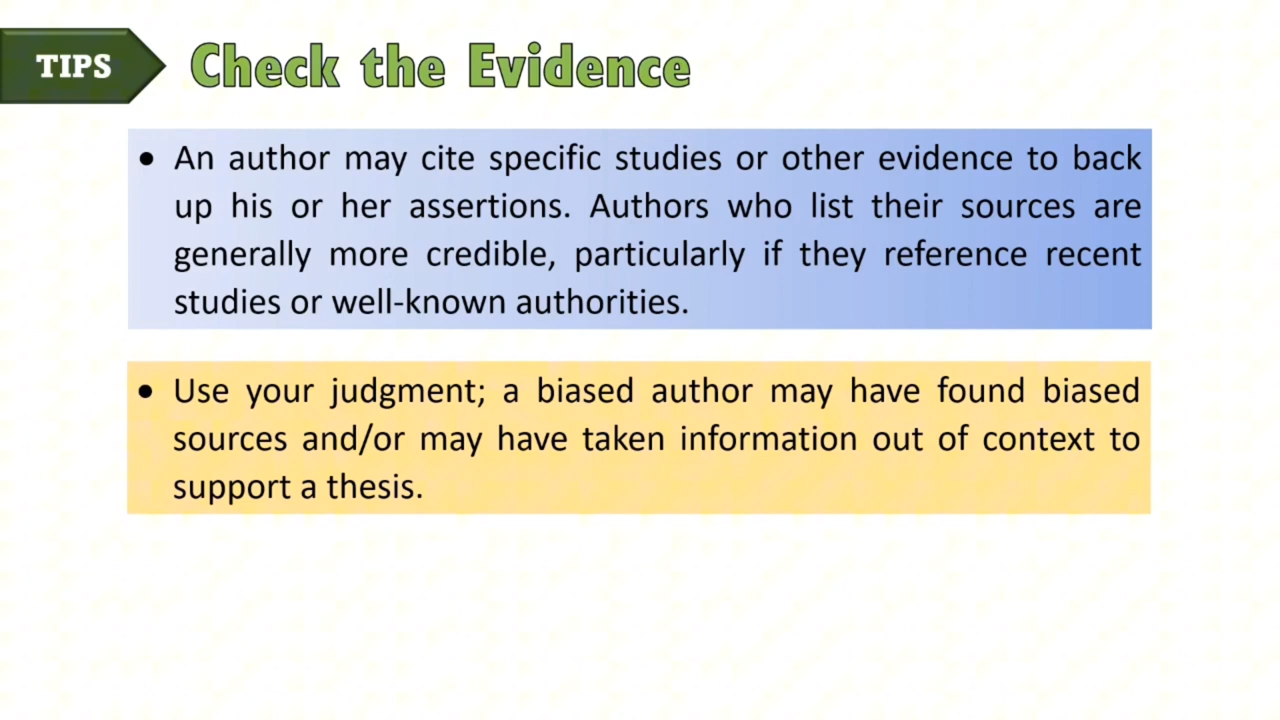 TIPS
Check the Evidence
• An author may cite specific studies or other evidence to back
up his or her assertions. Authors who list their sources are
generally more credible, particularly if they reference recent
studies or well-known authorities.
• Use your judgment; a biased author may have found biased
sources and/or may have taken information out of context to
support a thesis.